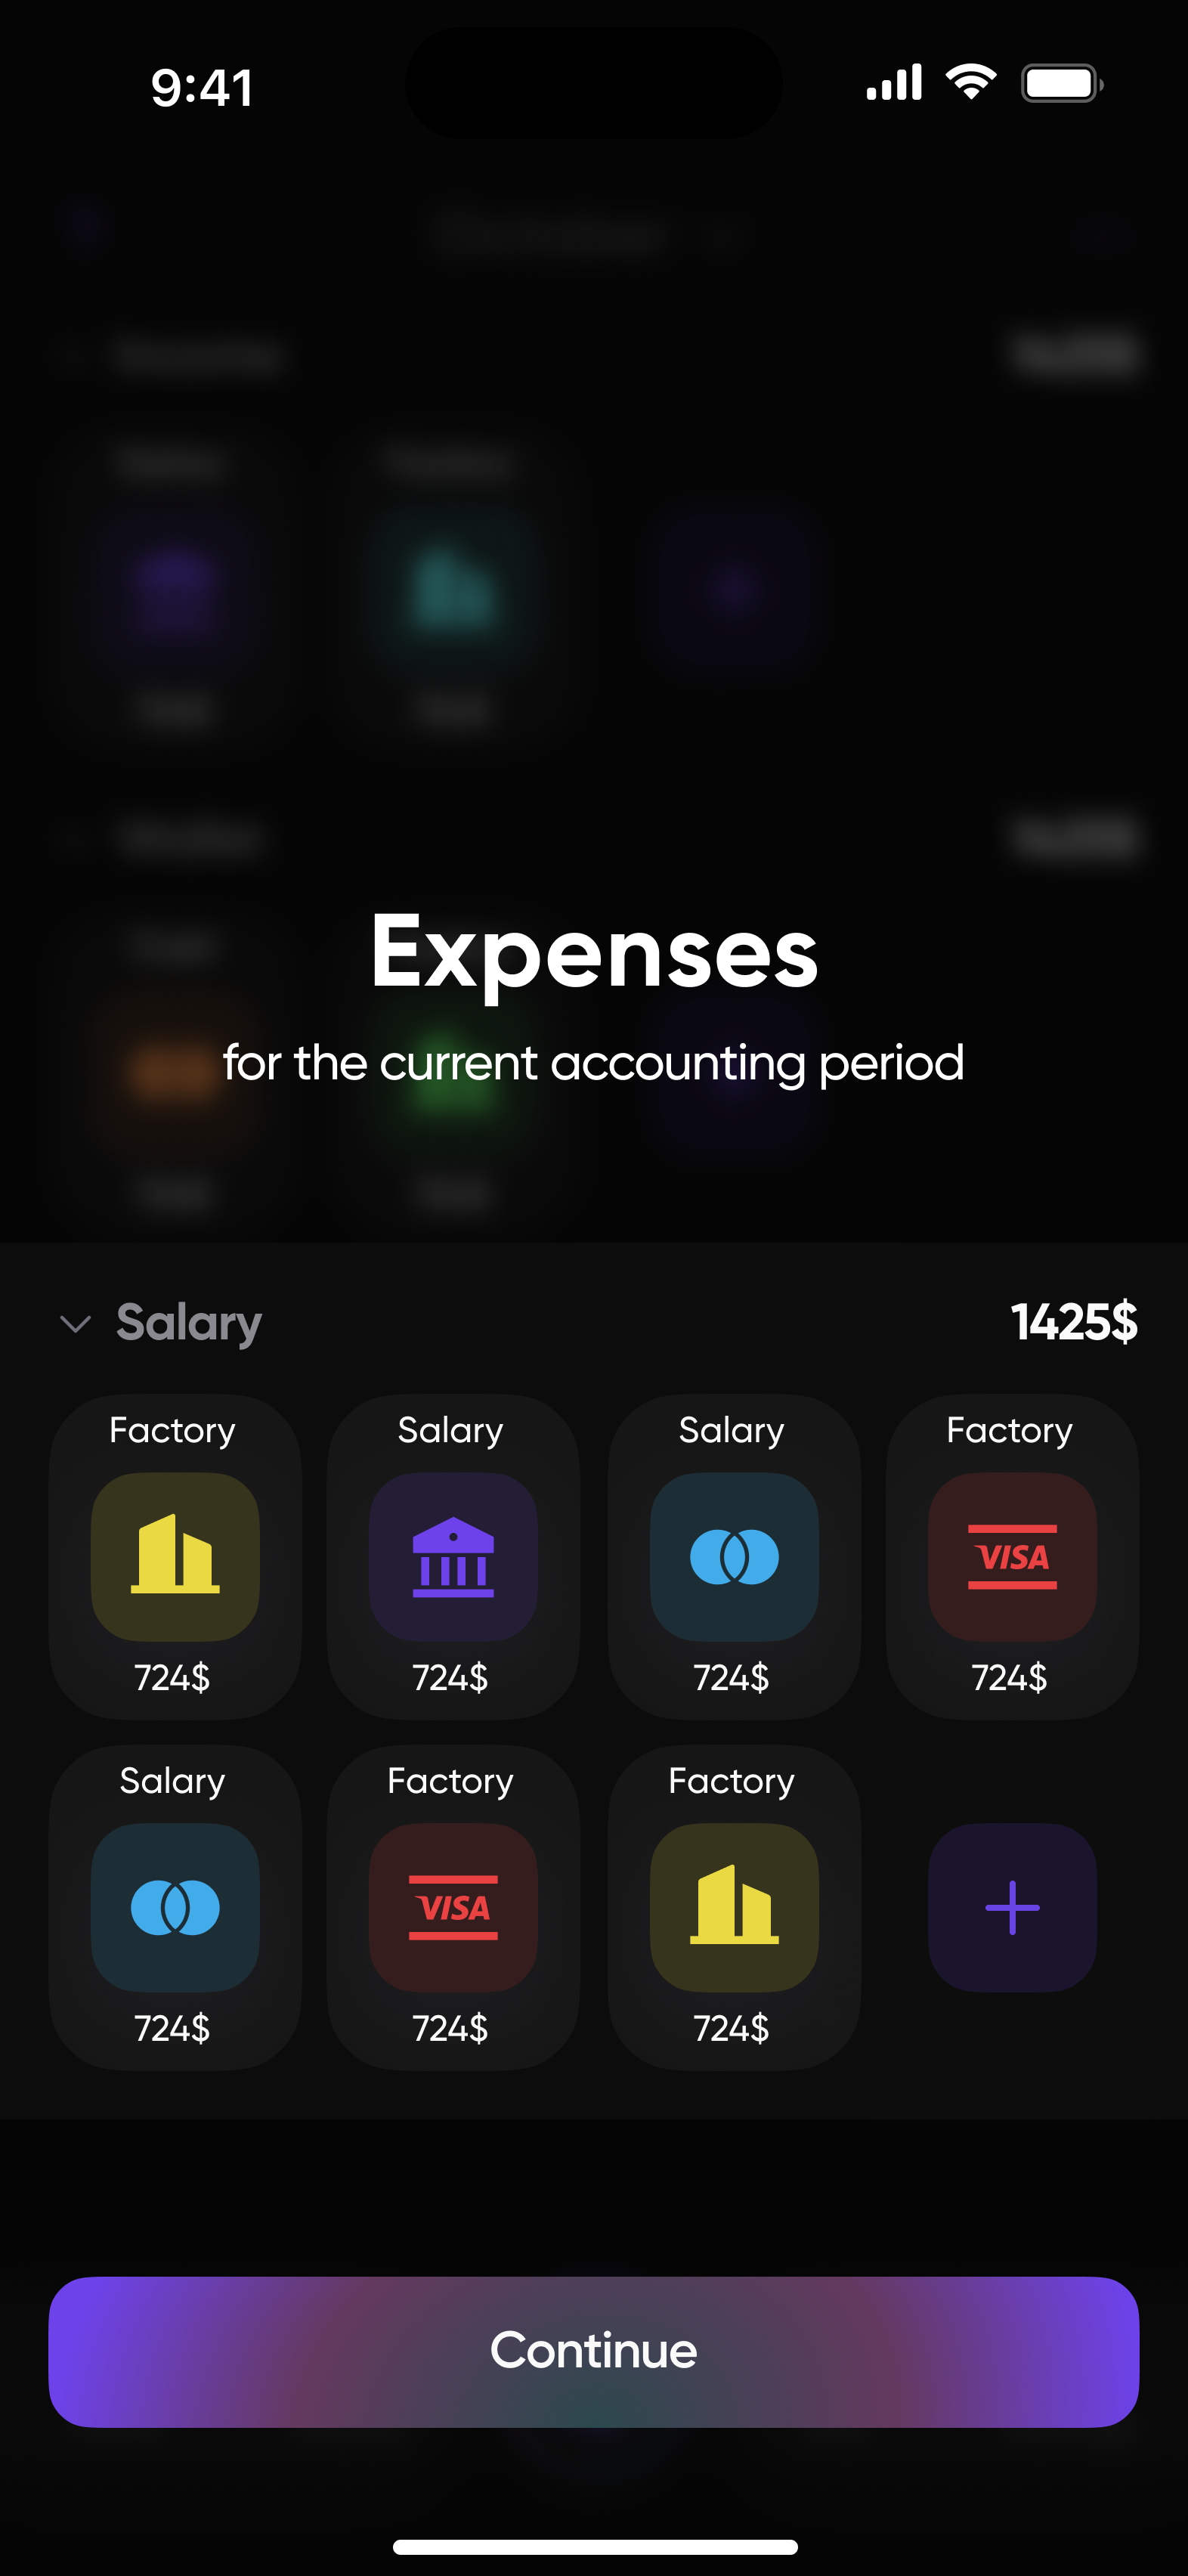 9:41
Expenses
for the current accounting period
Salary 1425$
Factory Salary Salary Factory
VISA
724$ 724$ 724$ 724$
Salary Factory Factory
VISA
724$ 724$ 724$
Continue